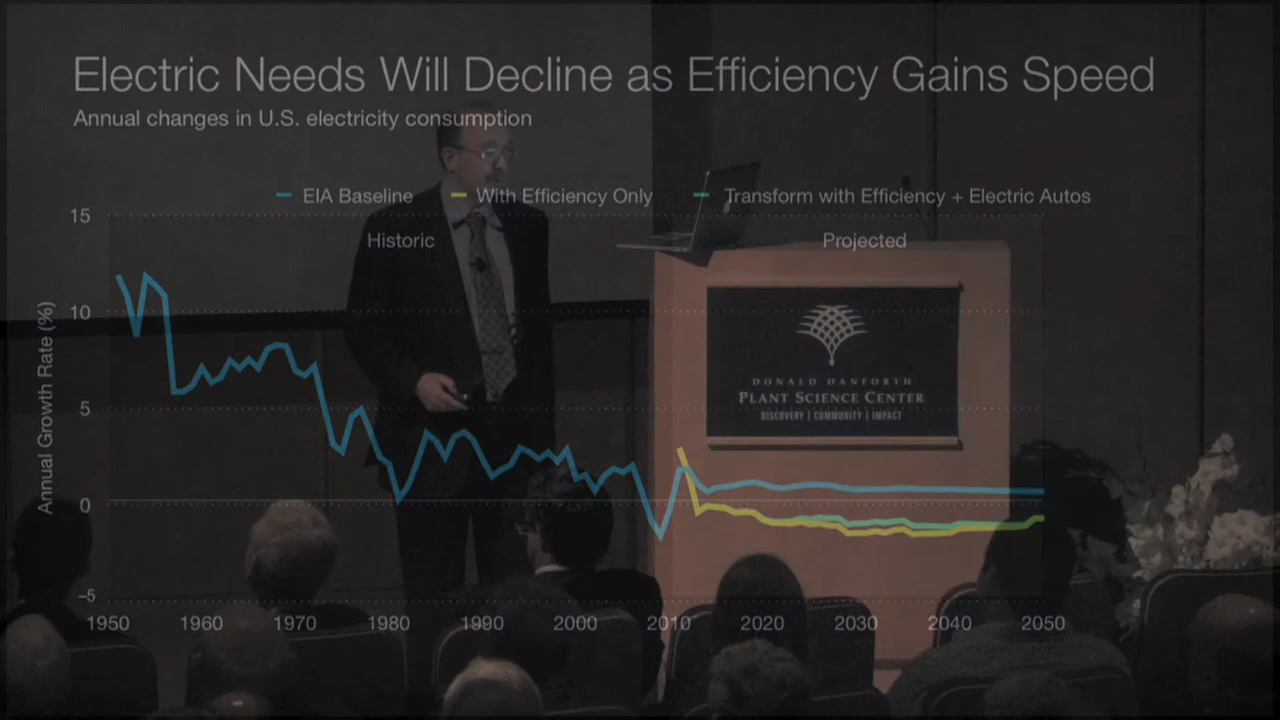 Electric Needs Will Decline as Efficiency Gains Speed
Annual changes in U.S. electricity consumption
EIA Baseline With Efficiency Only Transform with Efficiency + Electric Autos
Historic Projected
Annual Growth Rate (%)
15
10
5
0
–5
1950 1960 1970 1980 1990 2000 2010 2020 2030 2040 2050
DONALD DANFORTH
PLANT SCIENCE CENTER
DISCOVERY | COMMUNITY | IMPACT